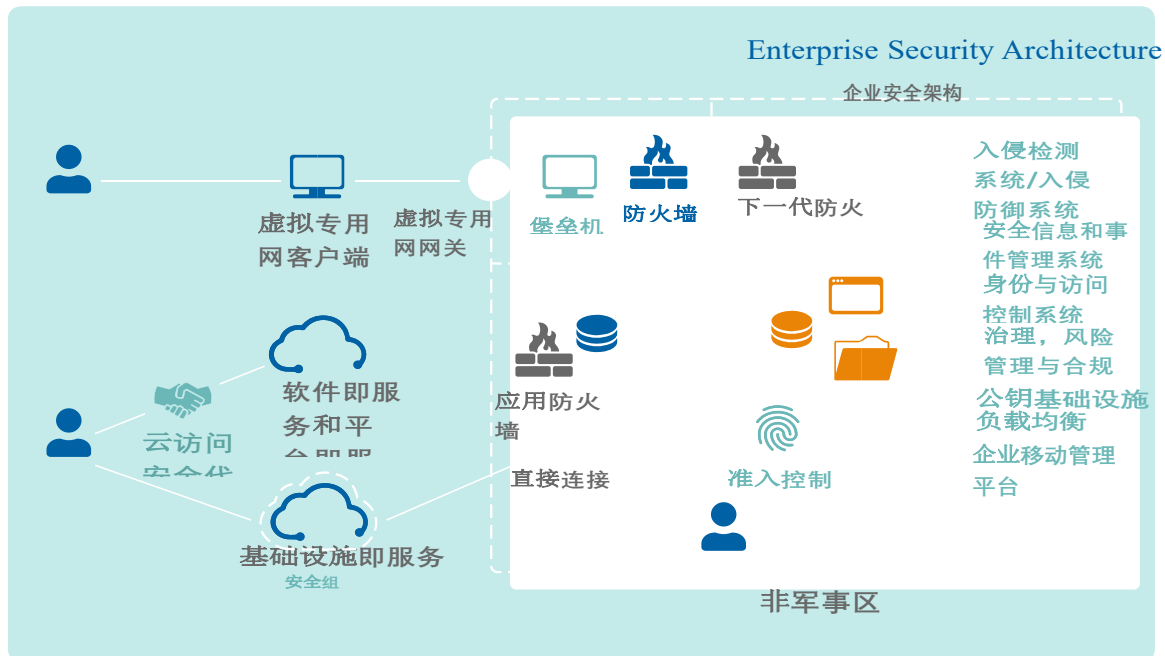 Enterprise Security Architecture
企业安全架构
虚拟专用
网客户端
虚拟专用
网网关
堡垒机
防火墙
下一代防火
入侵检测
系统/入侵
防御系统
安全信息和事
件管理系统
身份与访问
控制系统
治理，风险
管理与合规
公钥基础设施
负载均衡
企业移动管理
平台
软件即服
务和平
台即服
云访问
安全代
应用防火
墙
直接连接
准入控制
基础设施即服务
安全组
非军事区